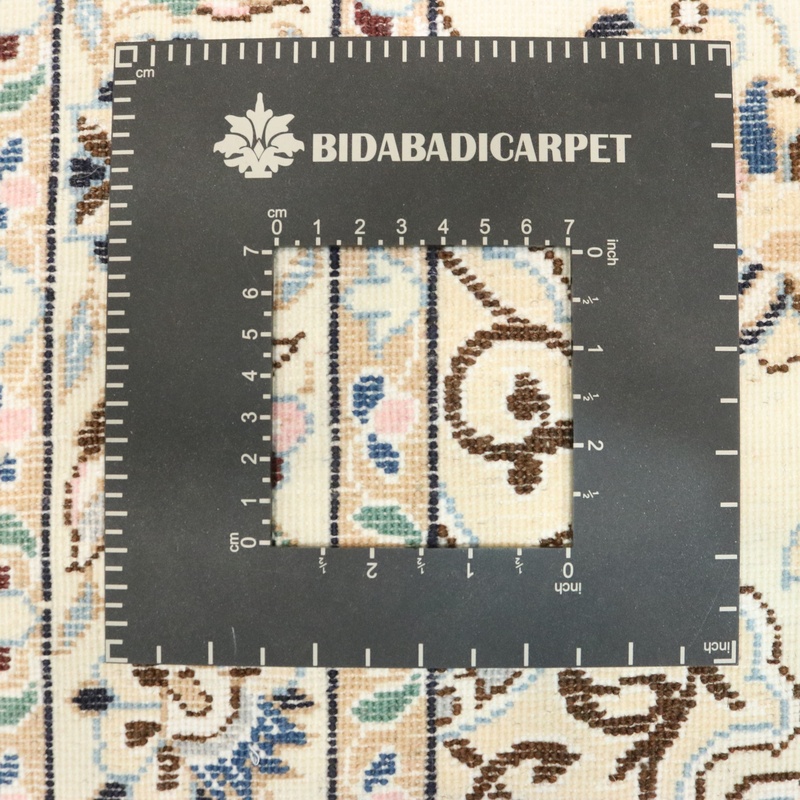 cm
BIDABADICARPET
cm
0 1 2 3 4 5 6 7
7 0 inch
6 ½
5 1
4 ½
3 2
2 ½
1
0 cm
½ 2 ½ 1 ½ 0
inch
inch